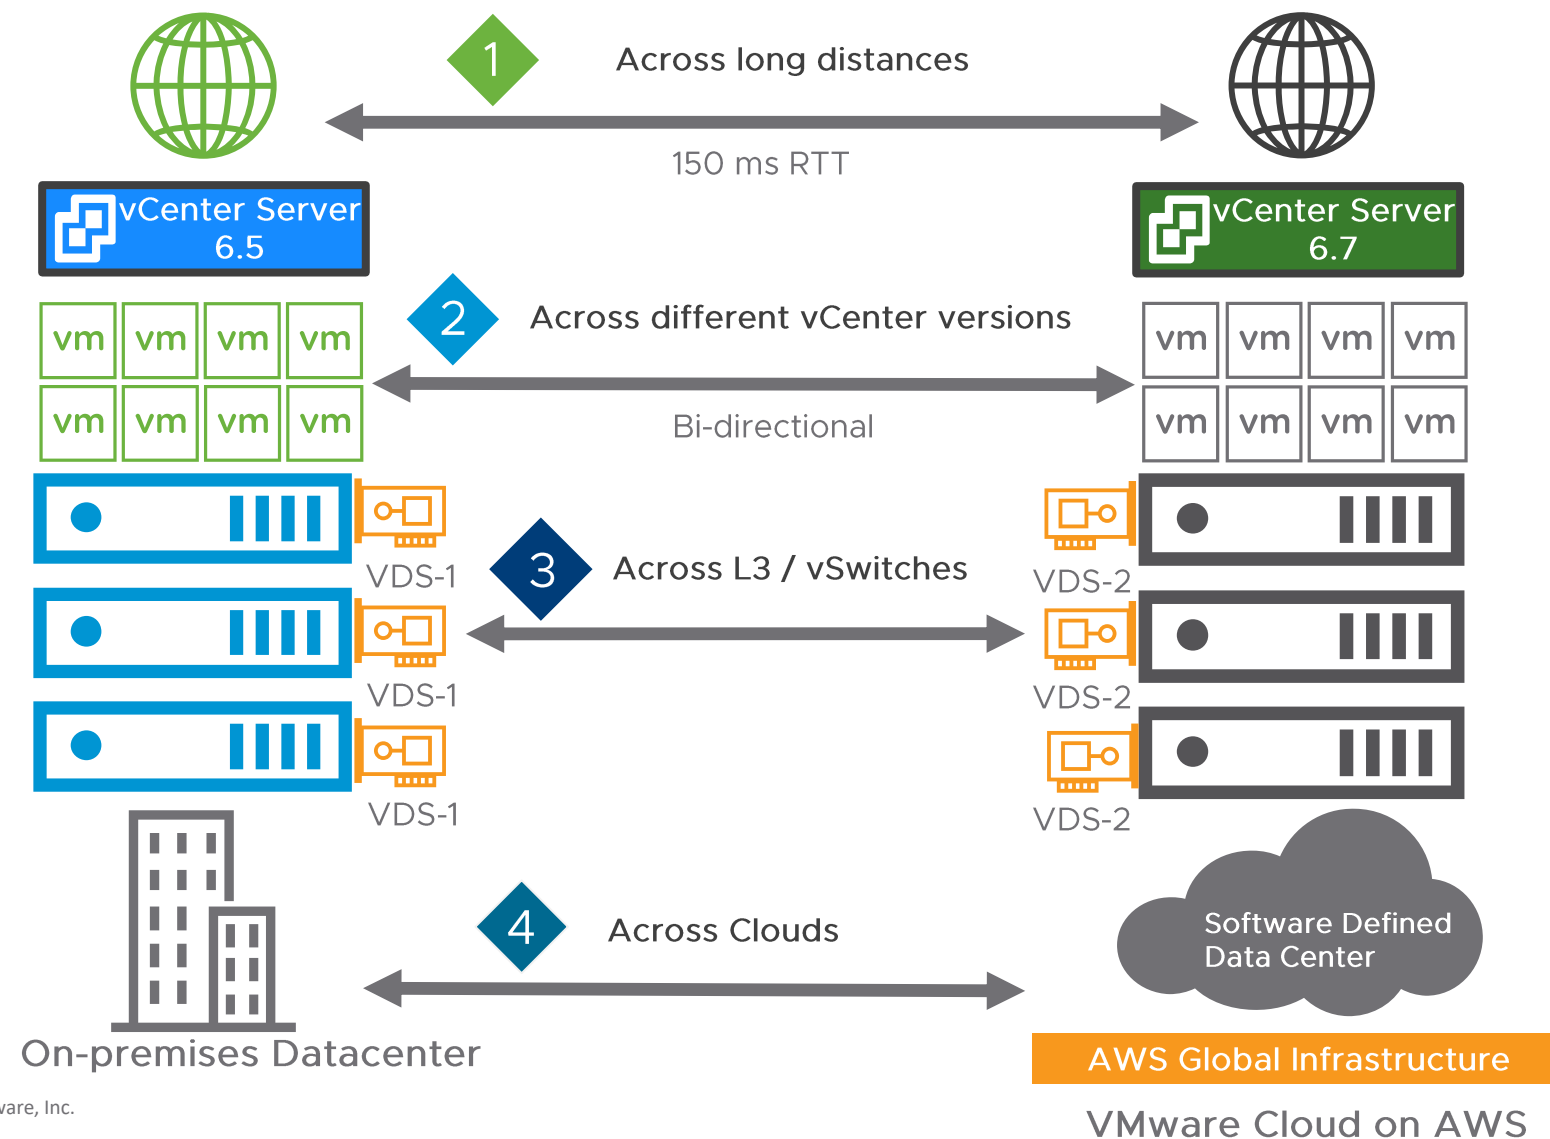 1
Across long distances
150 ms RTT
vCenter Server
6.5
vCenter Server
6.7
vm vm vm vm
vm vm vm vm
2
Across different vCenter versions
Bi-directional
vm vm vm vm
vm vm vm vm
VDS-1
VDS-1
VDS-1
3
Across L3 / vSwitches
VDS-2
VDS-2
VDS-2
4
Across Clouds
On-premises Datacenter
Software Defined
Data Center
AWS Global Infrastructure
VMware Cloud on AWS
ware, Inc.